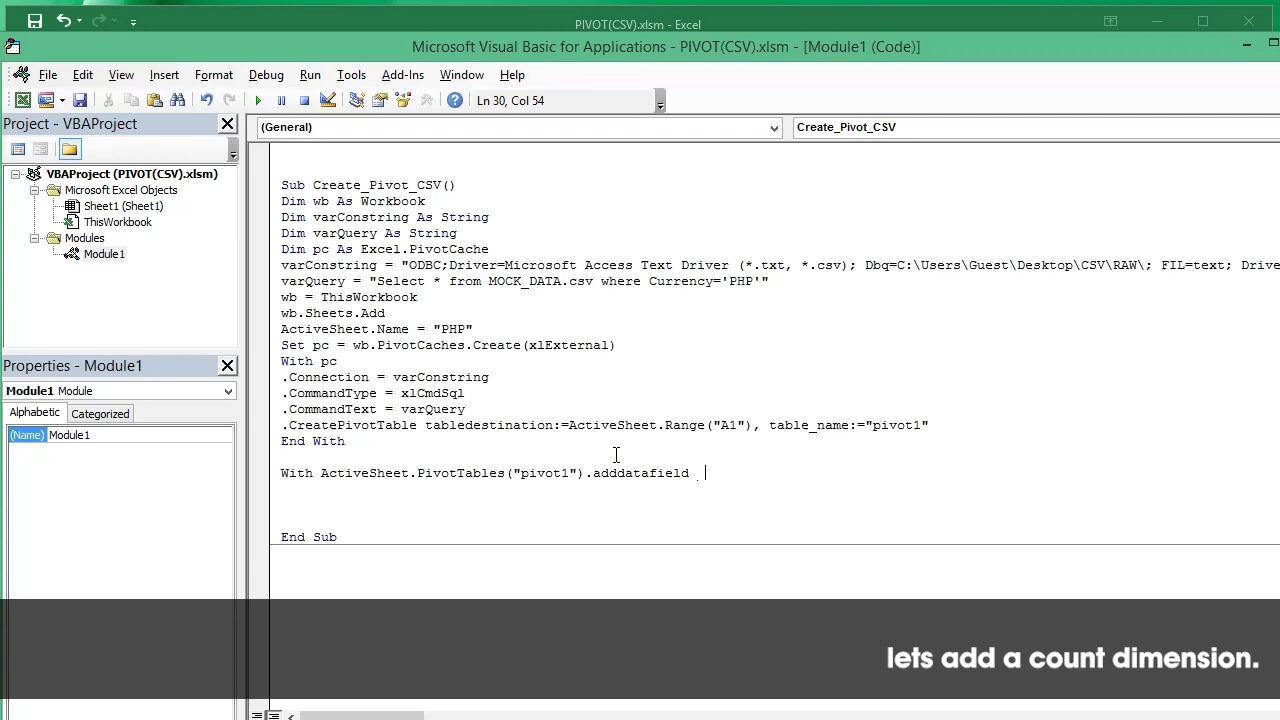 PIVOT(CSV).xlsm - Excel
Microsoft Visual Basic for Applications - PIVOT(CSV).xlsm - [Module1 (Code)]
File Edit View Insert Format Debug Run Tools Add-Ins Window Help
Ln 30, Col 54
Project - VBAProject
(General)
Create_Pivot_CSV
VBAProject (PIVOT(CSV).xlsm)
Microsoft Excel Objects
Sheet1 (Sheet1)
ThisWorkbook
Modules
Module1
Properties - Module1
Module1 Module
Alphabetic Categorized
(Name) Module1
Sub Create_Pivot_CSV()
Dim wb As Workbook
Dim varConstring As String
Dim varQuery As String
Dim pc As Excel.PivotCache
varConstring = "ODBC;Driver=Microsoft Access Text Driver (*.txt, *.csv); Dbq=C:\Users\Guest\Desktop\CSV\RAW\; FIL=text; Drive
varQuery = "Select * from MOCK_DATA.csv where Currency='PHP'"
wb = ThisWorkbook
wb.Sheets.Add
ActiveSheet.Name = "PHP"
Set pc = wb.PivotCaches.Create(xlExternal)
With pc
.Connection = varConstring
.CommandType = xlCmdSql
.CommandText = varQuery
.CreatePivotTable tabledestination:=ActiveSheet.Range("A1"), table_name:="pivot1"
End With
With ActiveSheet.PivotTables("pivot1").adddatafield .
End Sub
lets add a count dimension.